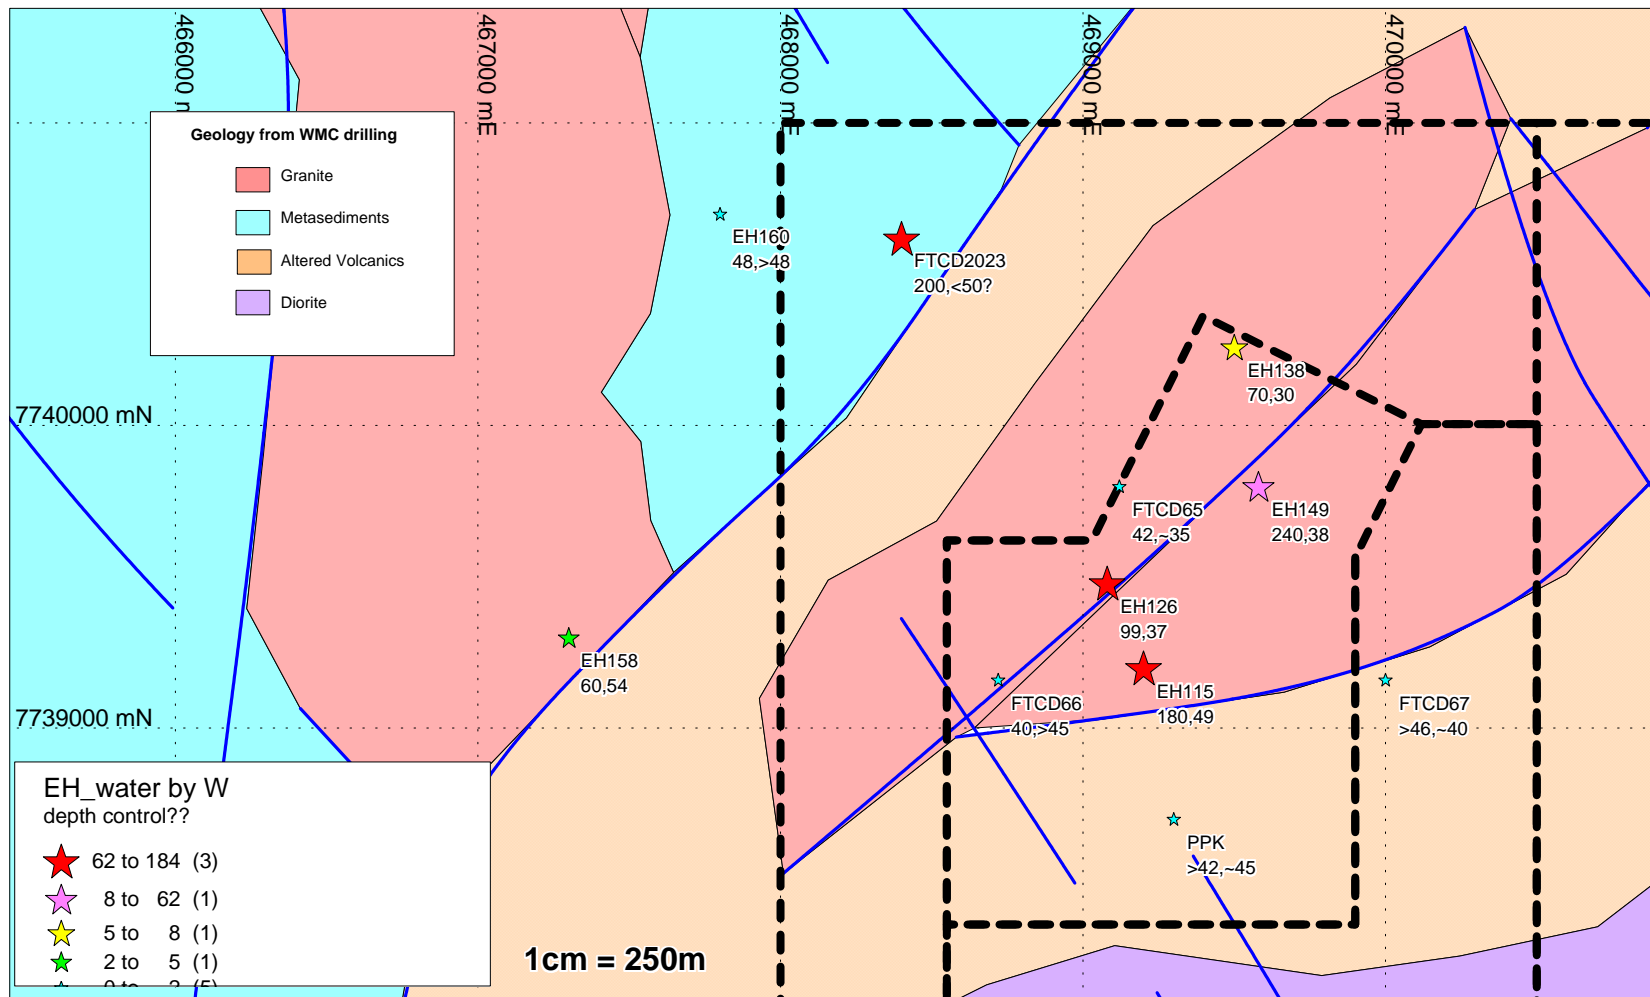 466000 m
467000 mE
468000 mE
469000 mE
470000 mE
Geology from WMC drilling
Granite
Metasediments
Altered Volcanics
Diorite
EH160
48,>48
FTCD2023
200,<50?
EH138
70,30
7740000 mN
FTCD65
42,~35
EH149
240,38
EH126
99,37
EH158
60,54
EH115
180,49
FTCD66
40,>45
FTCD67
>46,~40
7739000 mN
PPK
>42,~45
EH_water by W
depth control??
62 to 184 (3)
8 to 62 (1)
5 to 8 (1)
2 to 5 (1)
0 to 2 (5)
1cm = 250m